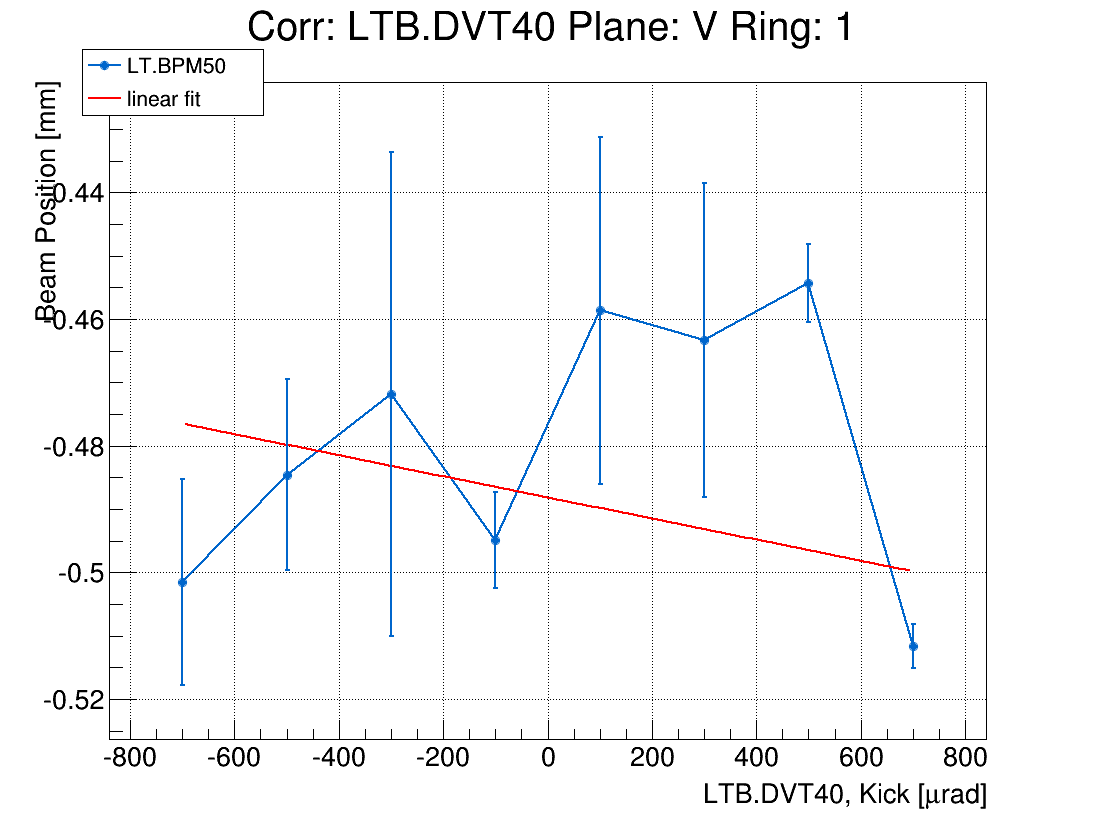 Corr: LTB.DVT40 Plane: V Ring: 1
LT.BPM50
linear fit
Beam Position [mm]
-0.44
-0.46
-0.48
-0.5
-0.52
-800 -600 -400 -200 0 200 400 600 800
LTB.DVT40, Kick [μrad]